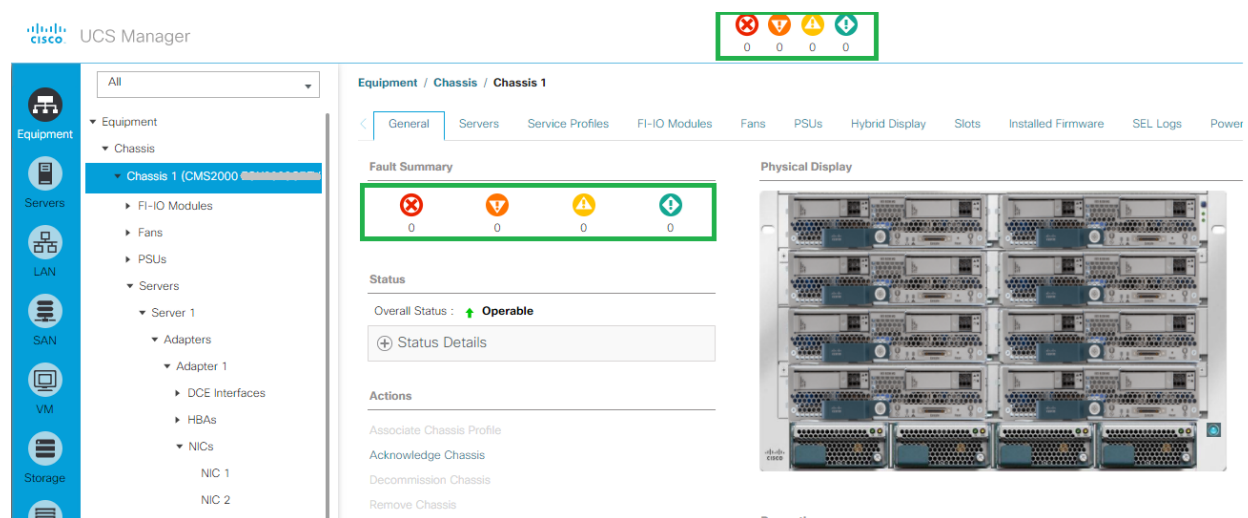 cisco. UCS Manager
0 0 0 0
Equipment
Servers
LAN
SAN
VM
Storage
All
Equipment
Chassis
Chassis 1 (CMS2000
FI-IO Modules
Fans
PSUs
Servers
Server 1
Adapters
Adapter 1
DCE Interfaces
HBAs
NICs
NIC 1
NIC 2
Equipment / Chassis / Chassis 1
General Servers Service Profiles FI-IO Modules Fans PSUs Hybrid Display Slots Installed Firmware SEL Logs Power
Fault Summary
0 0 0 0
Status
Overall Status : Operable
Status Details
Actions
Associate Chassis Profile
Acknowledge Chassis
Decommission Chassis
Remove Chassis
Physical Display
cisco